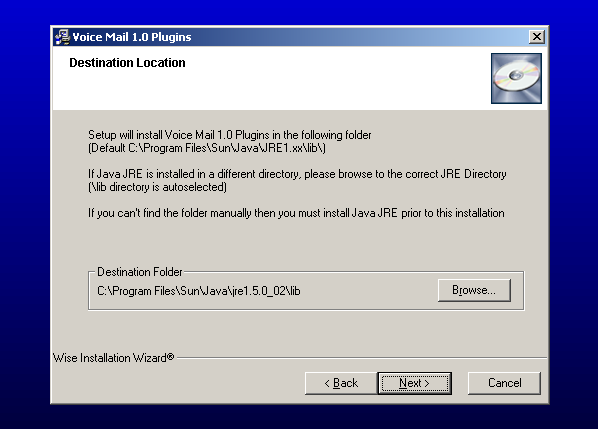 Voice Mail 1.0 Plugins
Destination Location
Setup will install Voice Mail 1.0 Plugins in the following folder
(Default C:\Program Files\Sun\Java\JRE1.xx\lib\)
If Java JRE is installed in a different directory, please browse to the correct JRE Directory
(\lib directory is autoselected)
If you can't find the folder manually then you must install Java JRE prior to this installation
Destination Folder
C:\Program Files\Sun\Java\jre1.5.0_02\lib
Browse...
Wise Installation Wizard®
< Back
Next >
Cancel